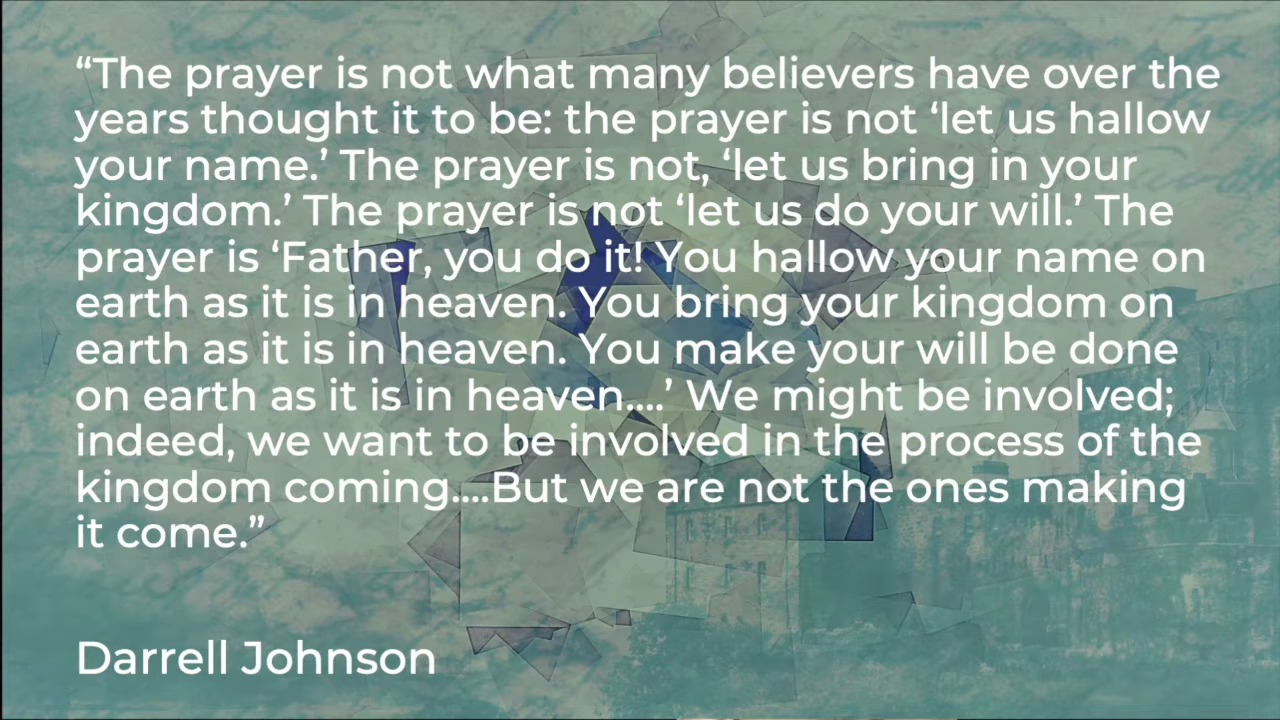 “The prayer is not what many believers have over the
years thought it to be: the prayer is not ‘let us hallow
your name.’ The prayer is not, ‘let us bring in your
kingdom.’ The prayer is not ‘let us do your will.’ The
prayer is ‘Father, you do it! You hallow your name on
earth as it is in heaven. You bring your kingdom on
earth as it is in heaven. You make your will be done
on earth as it is in heaven....’ We might be involved;
indeed, we want to be involved in the process of the
kingdom coming....But we are not the ones making
it come.”
Darrell Johnson